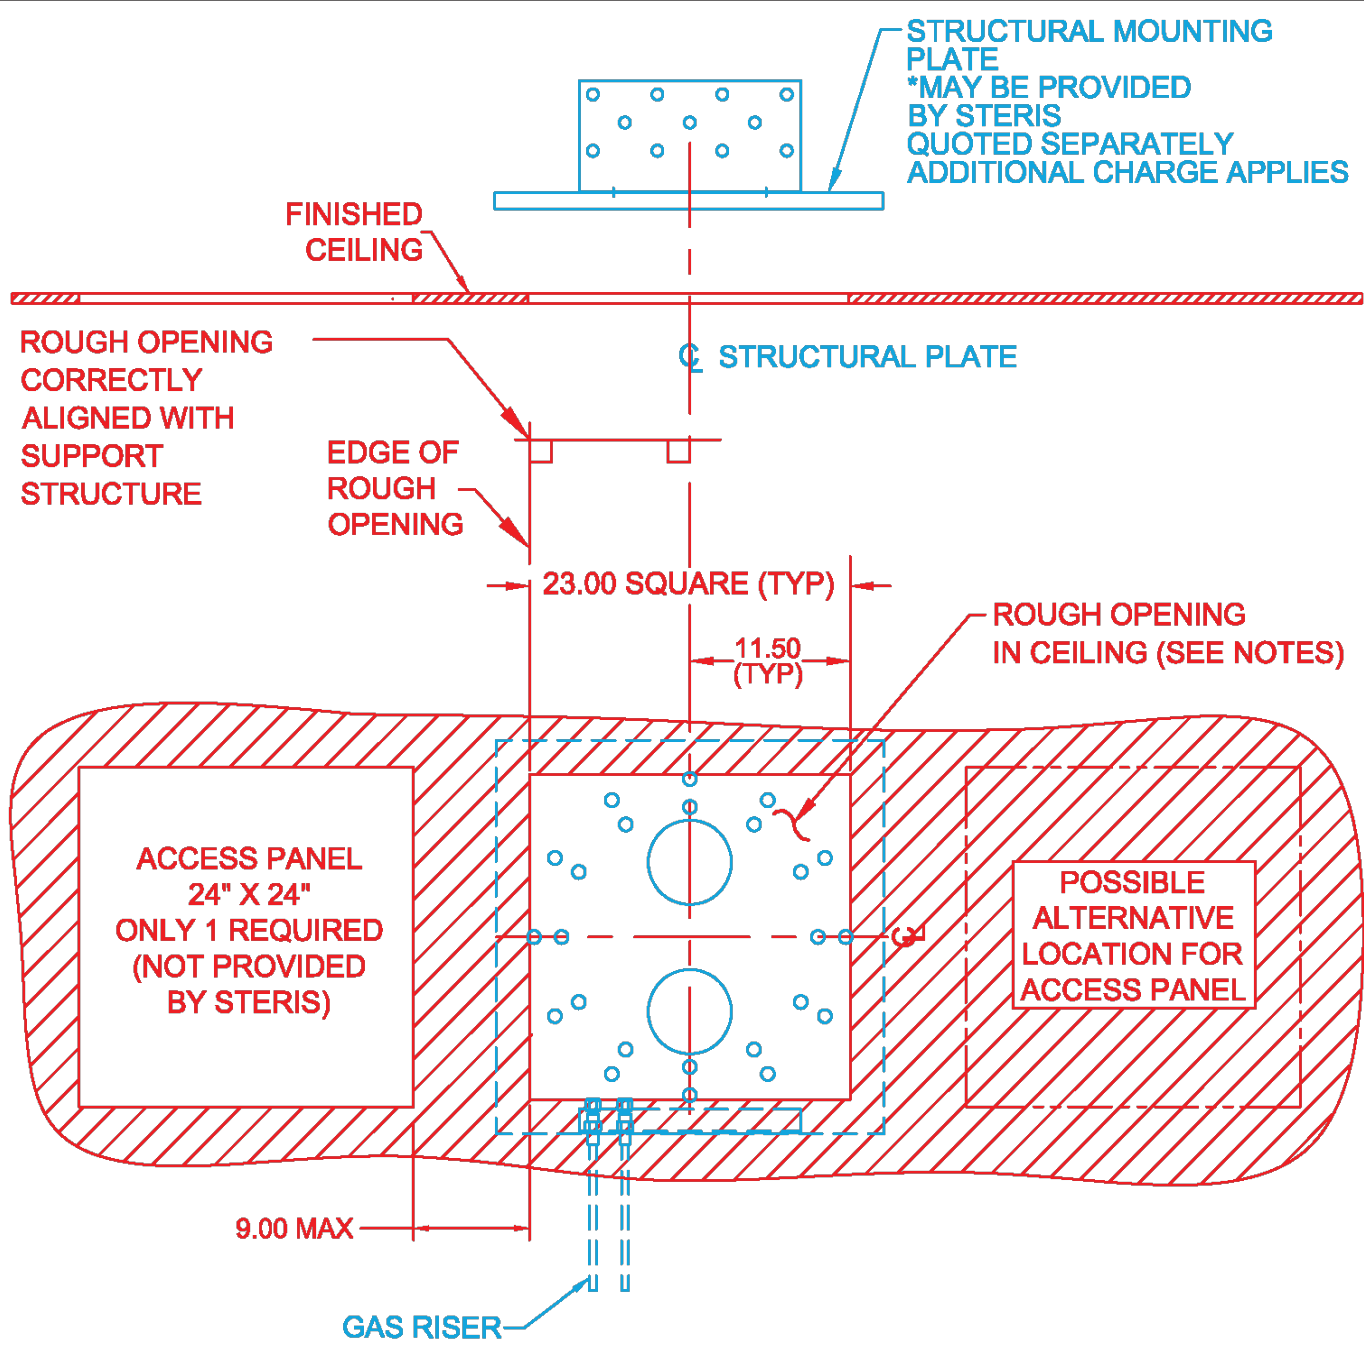 STRUCTURAL MOUNTING
PLATE
*MAY BE PROVIDED
BY STERIS
QUOTED SEPARATELY
ADDITIONAL CHARGE APPLIES
FINISHED
CEILING
ROUGH OPENING
CORRECTLY
ALIGNED WITH
SUPPORT
STRUCTURE
℄ STRUCTURAL PLATE
EDGE OF
ROUGH
OPENING
23.00 SQUARE (TYP)
11.50
(TYP)
ROUGH OPENING
IN CEILING (SEE NOTES)
ACCESS PANEL
24" X 24"
ONLY 1 REQUIRED
(NOT PROVIDED
BY STERIS)
℄
POSSIBLE
ALTERNATIVE
LOCATION FOR
ACCESS PANEL
9.00 MAX
GAS RISER